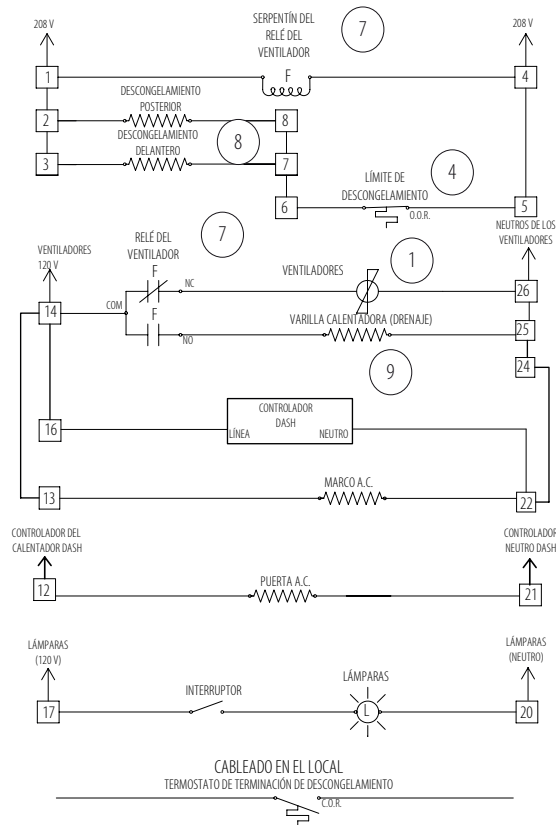 208 V
SERPENTÍN DEL
RELÉ DEL
VENTILADOR
7
208 V
1
F
4
2
DESCONGELAMIENTO
POSTERIOR
8
3
DESCONGELAMIENTO
DELANTERO
8
7
6
LÍMITE DE
DESCONGELAMIENTO
4
O.O.R.
5
VENTILADORES
120 V
RELÉ DEL
VENTILADOR
7
NEUTROS DE LOS
VENTILADORES
F
NC
VENTILADORES
1
26
14
COM
F
NO
VARILLA CALENTADORA (DRENAJE)
25
24
9
16
CONTROLADOR
DASH
LÍNEA
NEUTRO
13
MARCO A.C.
22
CONTROLADOR DEL
CALENTADOR DASH
CONTROLADOR
NEUTRO DASH
12
PUERTA A.C.
21
LÁMPARAS
(120 V)
LÁMPARAS
(NEUTRO)
17
INTERRUPTOR
LÁMPARAS
L
20
CABLEADO EN EL LOCAL
TERMOSTATO DE TERMINACIÓN DE DESCONGELAMIENTO
C.O.R.